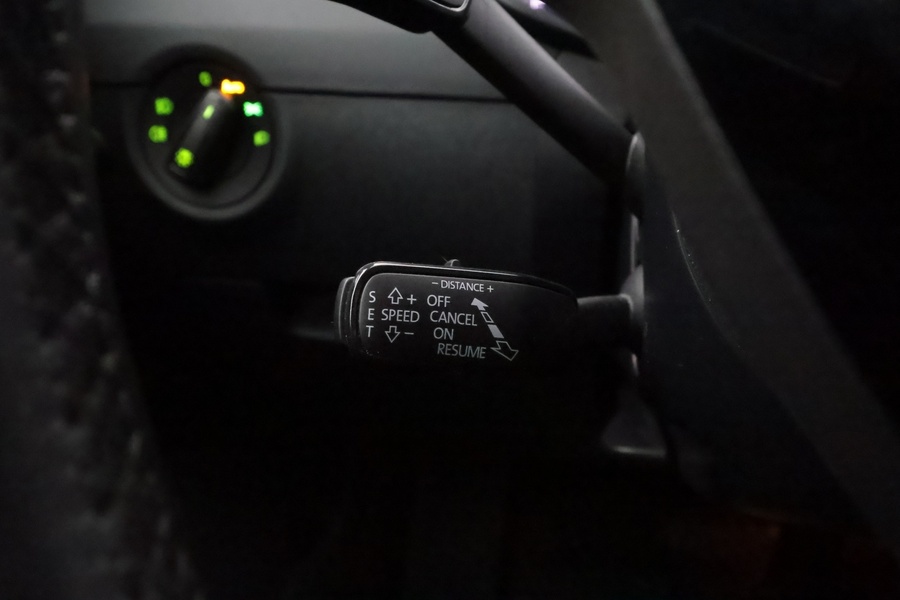 − DISTANCE +
S + OFF
E SPEED CANCEL
T − ON
RESUME